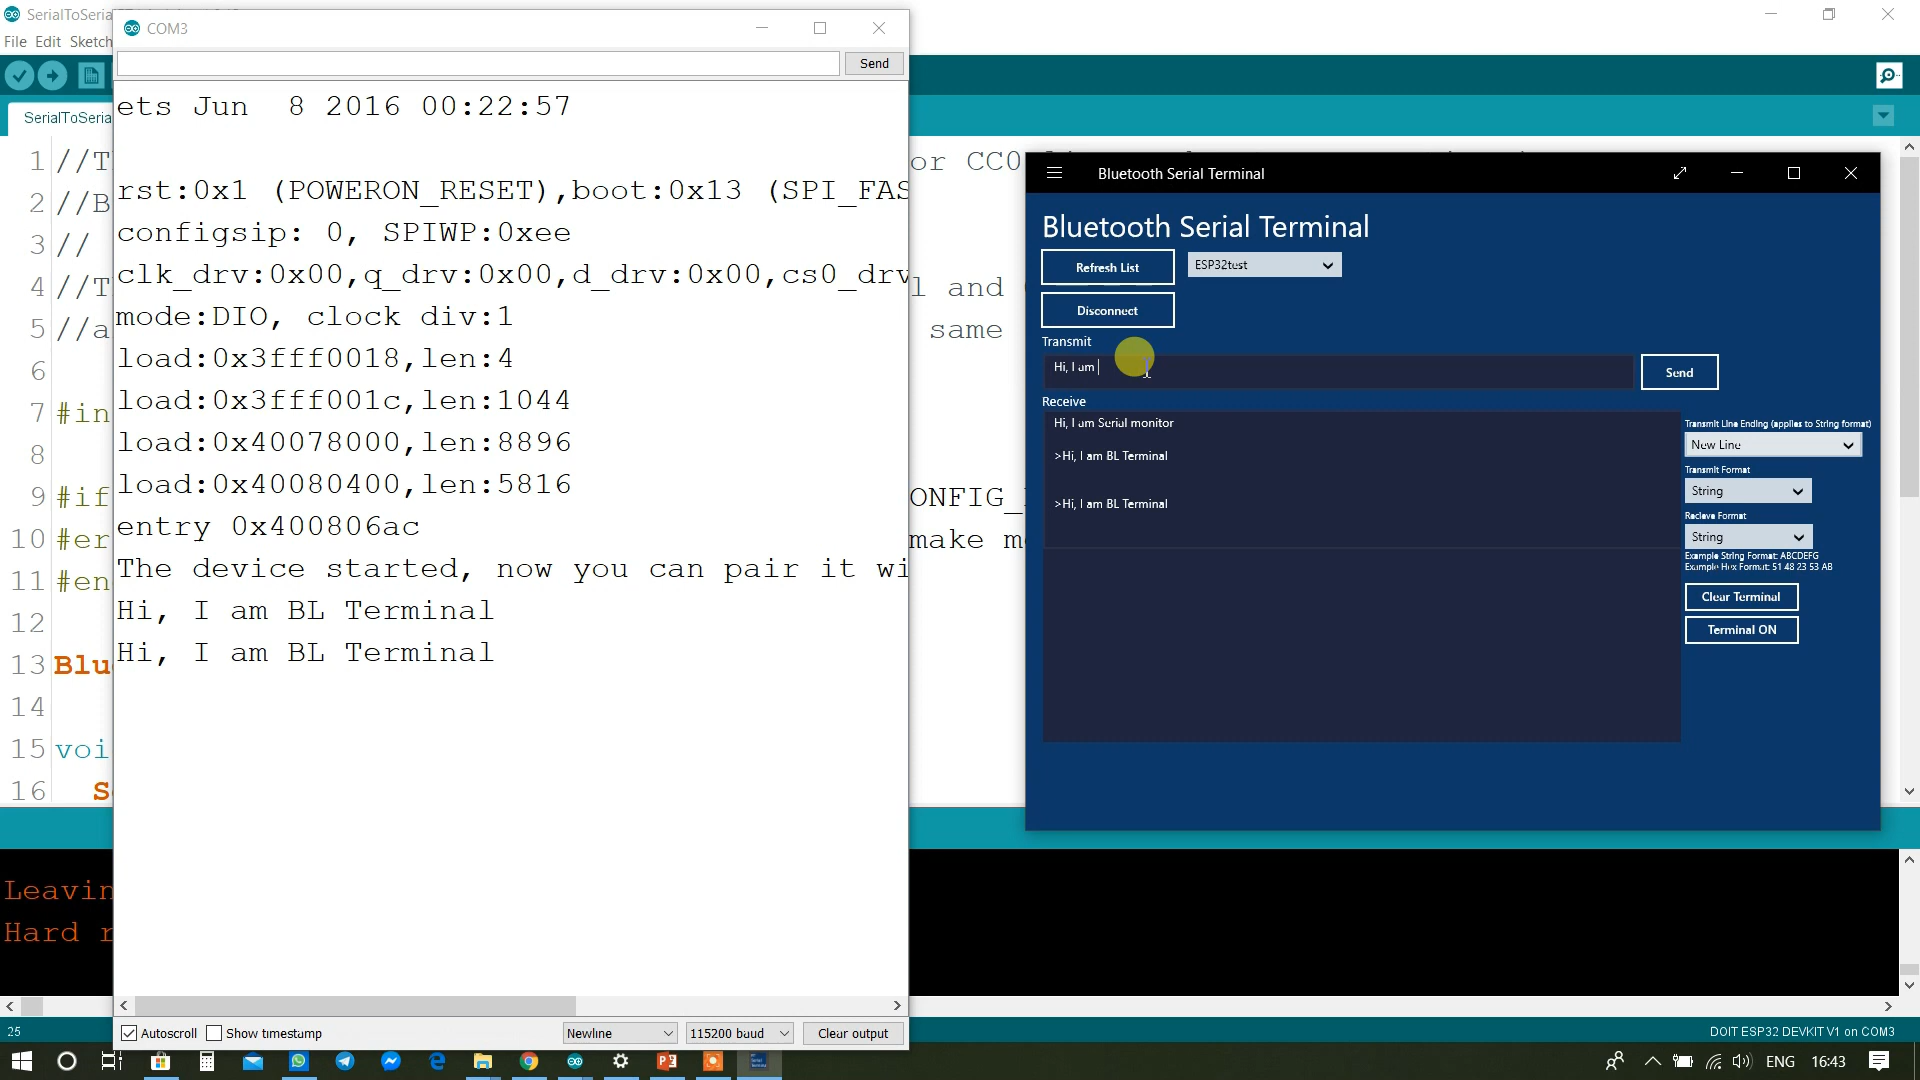 SerialToSerial
COM3
File Edit Sketch
Send
SerialToSeria
ets Jun  8 2016 00:22:57
rst:0x1 (POWERON_RESET),boot:0x13 (SPI_FAS
configsip: 0, SPIWP:0xee
clk_drv:0x00,q_drv:0x00,d_drv:0x00,cs0_drv
mode:DIO, clock div:1
load:0x3fff0018,len:4
load:0x3fff001c,len:1044
load:0x40078000,len:8896
load:0x40080400,len:5816
entry 0x400806ac
The device started, now you can pair it wi
Hi, I am BL Terminal
Hi, I am BL Terminal
Autoscroll Show timestamp Newline 115200 baud Clear output
1 //T
2 //B
3 //
4 //T
5 //a
6
7 #in
8
9 #if
10 #er
11 #en
12
13 Blu
14
15 voi
16 S
or CC0
l and
same
ONFIG_
make m
Bluetooth Serial Terminal
Bluetooth Serial Terminal
Refresh List ESP32test
Disconnect
Transmit
Hi, I am
Send
Receive
Hi, I am Serial monitor
>Hi, I am BL Terminal
>Hi, I am BL Terminal
Transmit Line Ending (applies to String format)
New Line
Transmit Format
String
Recieve Format
String
Example String Format: ABCDEFG
Example Hex Format: 51 48 23 53 AB
Clear Terminal
Terminal ON
Leavin
Hard r
25
DOIT ESP32 DEVKIT V1 on COM3
ENG 16:43